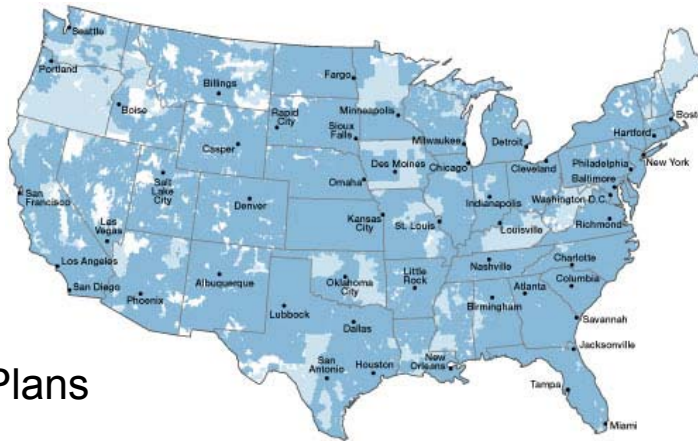 Seattle
Portland
Billings
Fargo
Boise
Rapid
City
Minneapolis
Sioux
Falls
Casper
Milwaukee
Detroit
Hartford
Bost
New York
Des Moines
Chicago
Cleveland
Philadelphia
Baltimore
Washington D.C.
Salt
Lake
City
Omaha
Indianapolis
San
Francisco
Denver
Kansas
City
St. Louis
Louisville
Richmond
Las
Vegas
Nashville
Charlotte
Columbia
Los Angeles
Albuquerque
Oklahoma
City
Little
Rock
Atlanta
Birmingham
San Diego
Phoenix
Lubbock
Dallas
Savannah
Jacksonville
San
Antonio
Houston
New
Orleans
Tampa
Miami
Plans